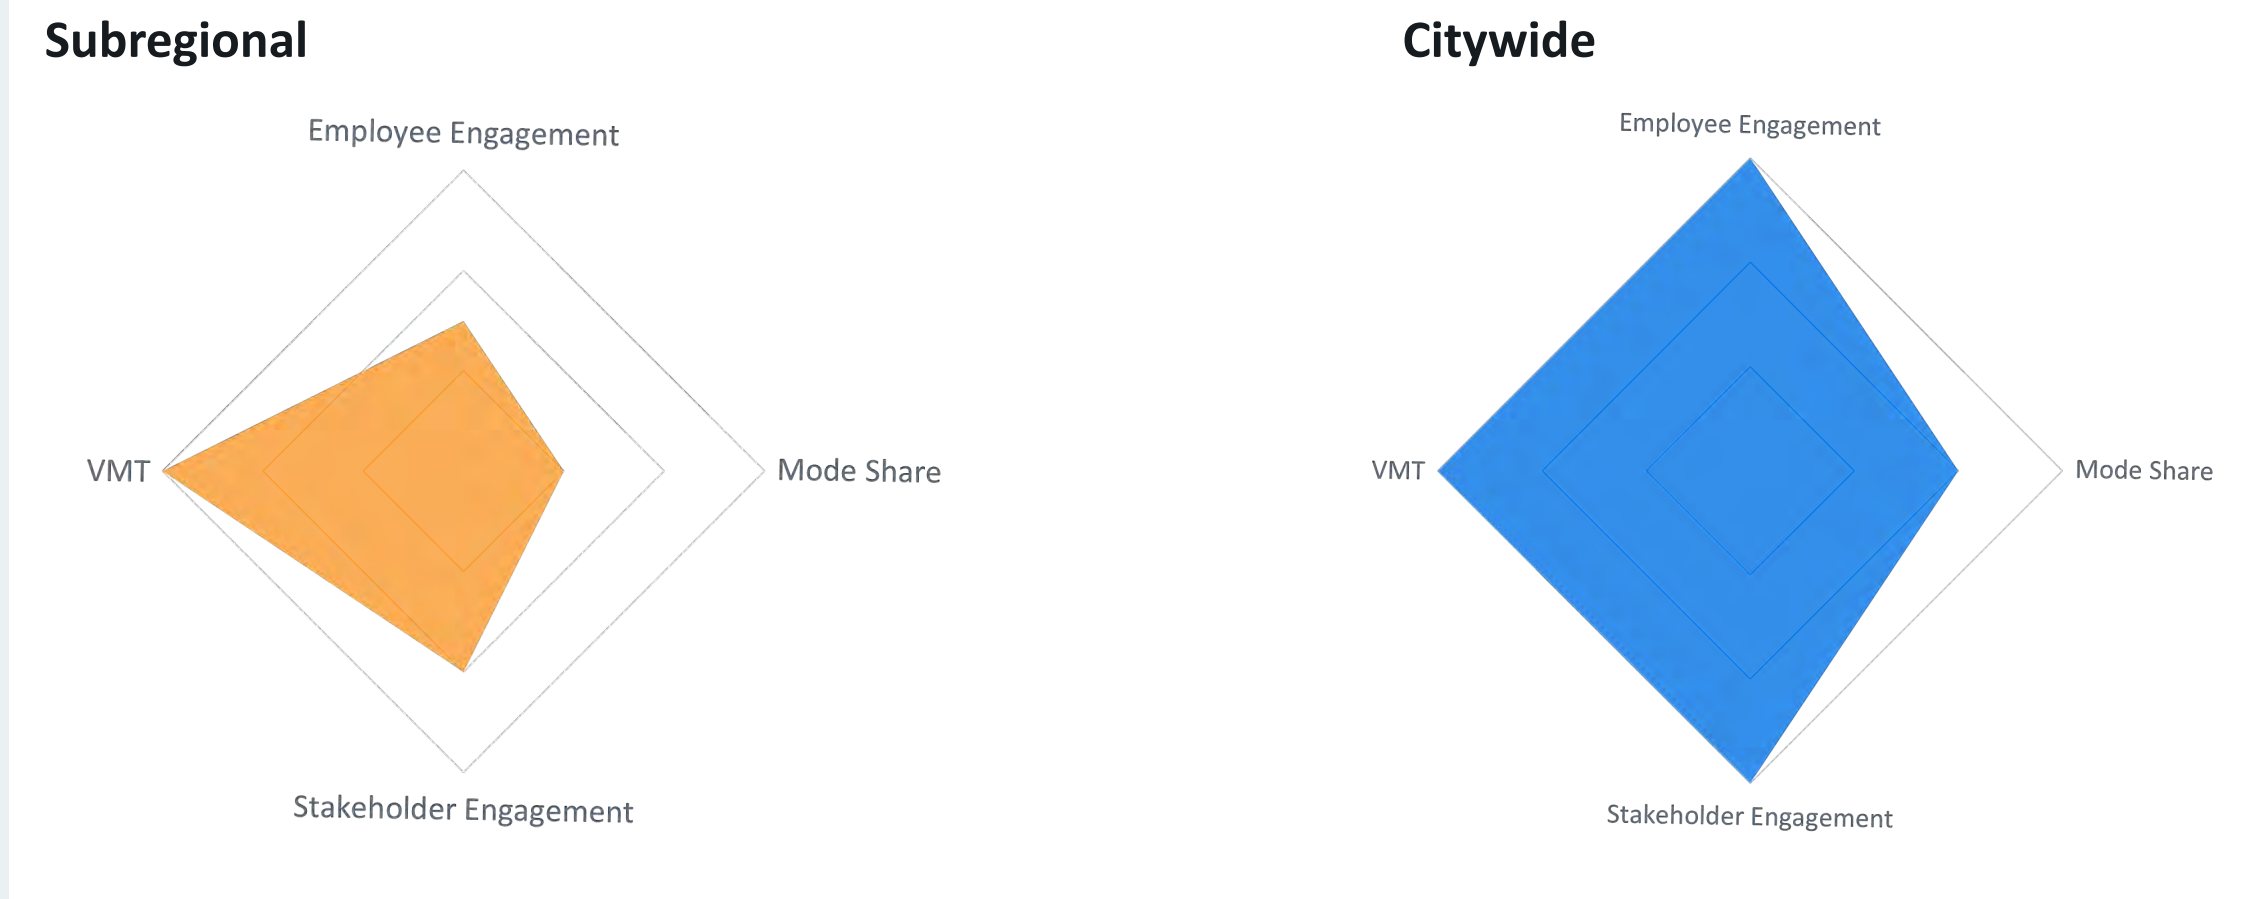 Subregional
Employee Engagement
VMT
Mode Share
Stakeholder Engagement
Citywide
Employee Engagement
VMT
Mode Share
Stakeholder Engagement